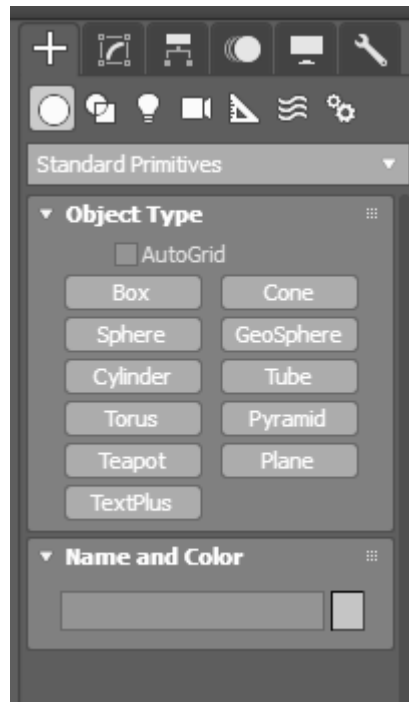 Standard Primitives
Object Type
AutoGrid
Box Cone
Sphere GeoSphere
Cylinder Tube
Torus Pyramid
Teapot Plane
TextPlus
Name and Color